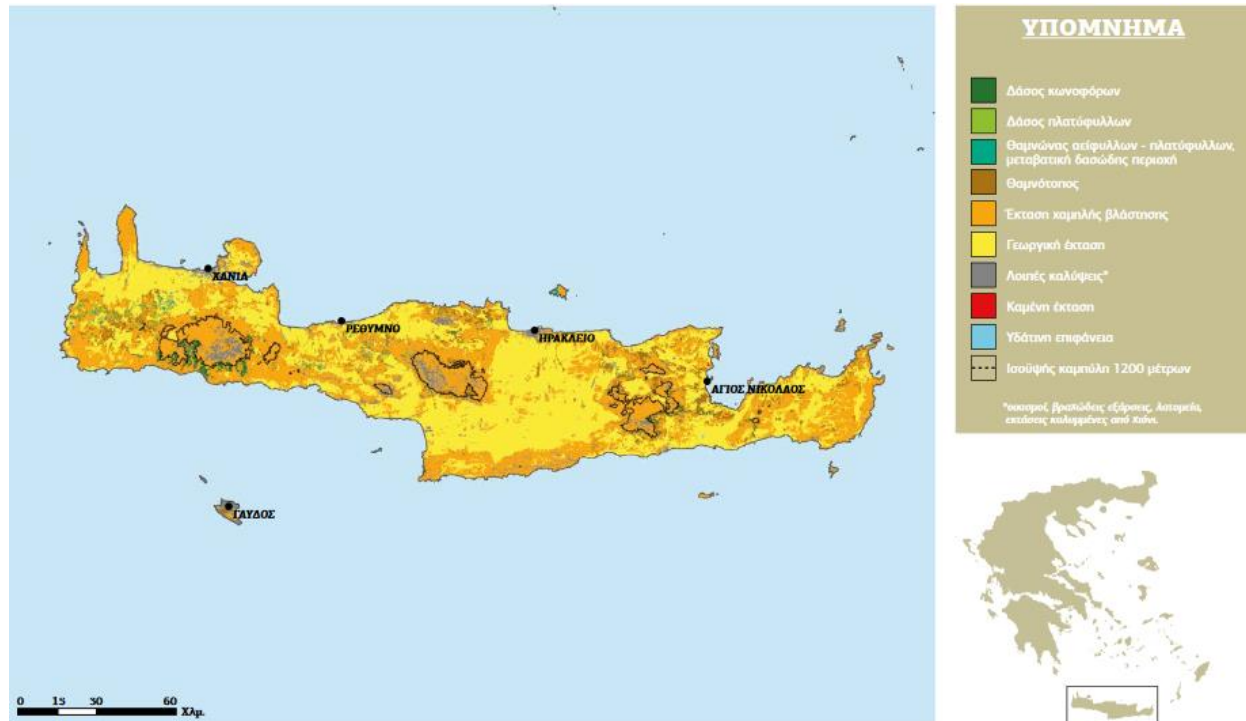 ΥΠΟΜΝΗΜΑ
Δάσος κωνοφόρων
Δάσος πλατύφυλλων
Θαμνώνας αείφυλλων - πλατύφυλλων,
μεταβατική δασώδης περιοχή
Θαμνότοπος
Έκταση χαμηλής βλάστησης
Γεωργική έκταση
Λοιπές καλύψεις*
Καμένη έκταση
Υδάτινη επιφάνεια
Ισοϋψής καμπύλη 1200 μέτρων
*οικισμοί, βραχώδεις εξάρσεις, λατομεία,
εκτάσεις καλυμμένες από χιόνι.
ΧΑΝΙΑ
ΡΕΘΥΜΝΟ
ΗΡΑΚΛΕΙΟ
ΑΓΙΟΣ ΝΙΚΟΛΑΟΣ
ΓΑΥΔΟΣ
0 15 30 60
Χλμ.